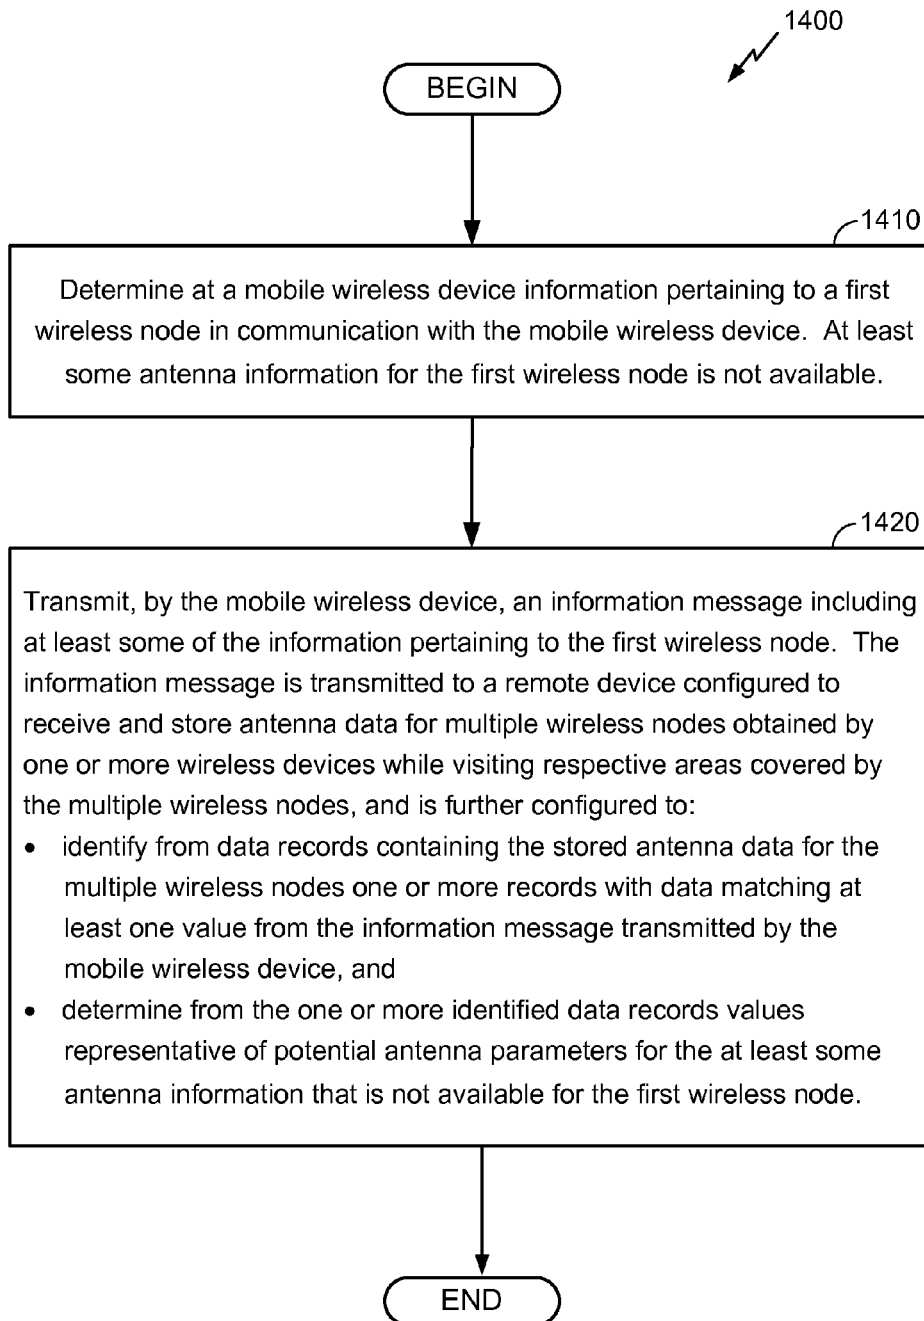 1400
BEGIN
1410
Determine at a mobile wireless device information pertaining to a first
wireless node in communication with the mobile wireless device.  At least
some antenna information for the first wireless node is not available.
1420
Transmit, by the mobile wireless device, an information message including
at least some of the information pertaining to the first wireless node.  The
information message is transmitted to a remote device configured to
receive and store antenna data for multiple wireless nodes obtained by
one or more wireless devices while visiting respective areas covered by
the multiple wireless nodes, and is further configured to:
• identify from data records containing the stored antenna data for the
multiple wireless nodes one or more records with data matching at
least one value from the information message transmitted by the
mobile wireless device, and
• determine from the one or more identified data records values
representative of potential antenna parameters for the at least some
antenna information that is not available for the first wireless node.
END